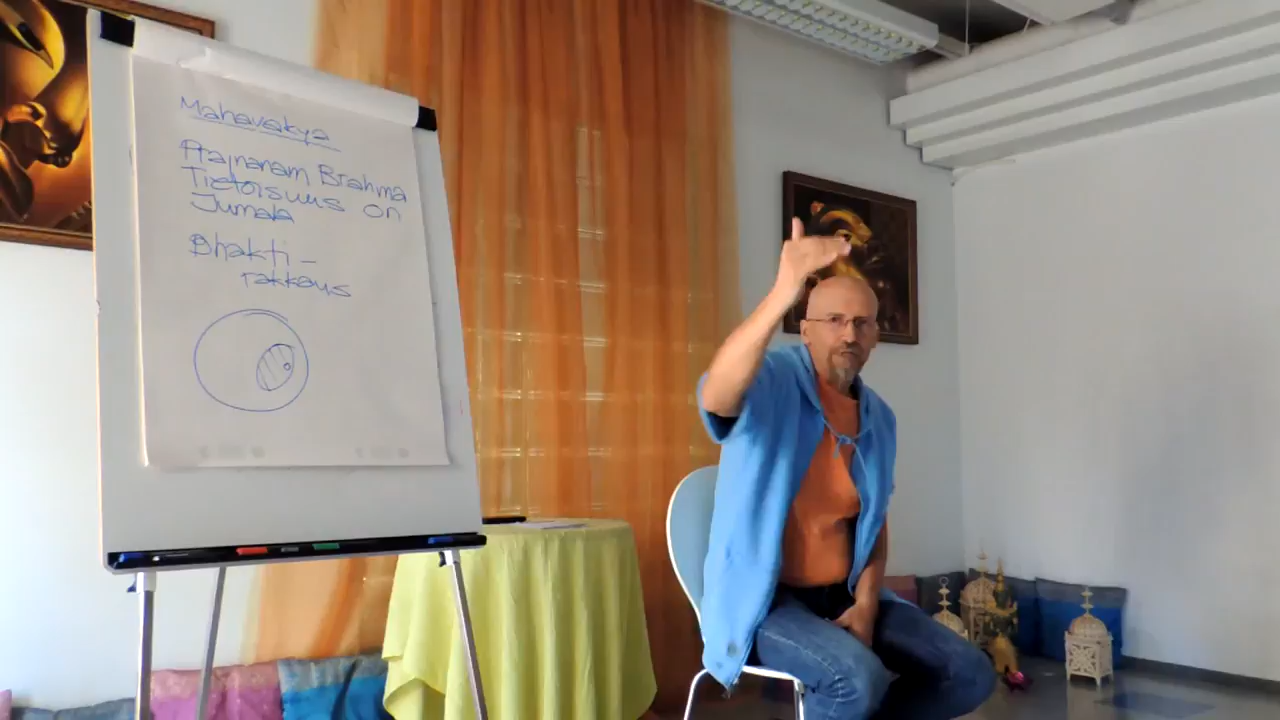 Mahavakya
Prajnanam Brahma
Tietoisuus on
Jumala
Bhakti -
rakkaus